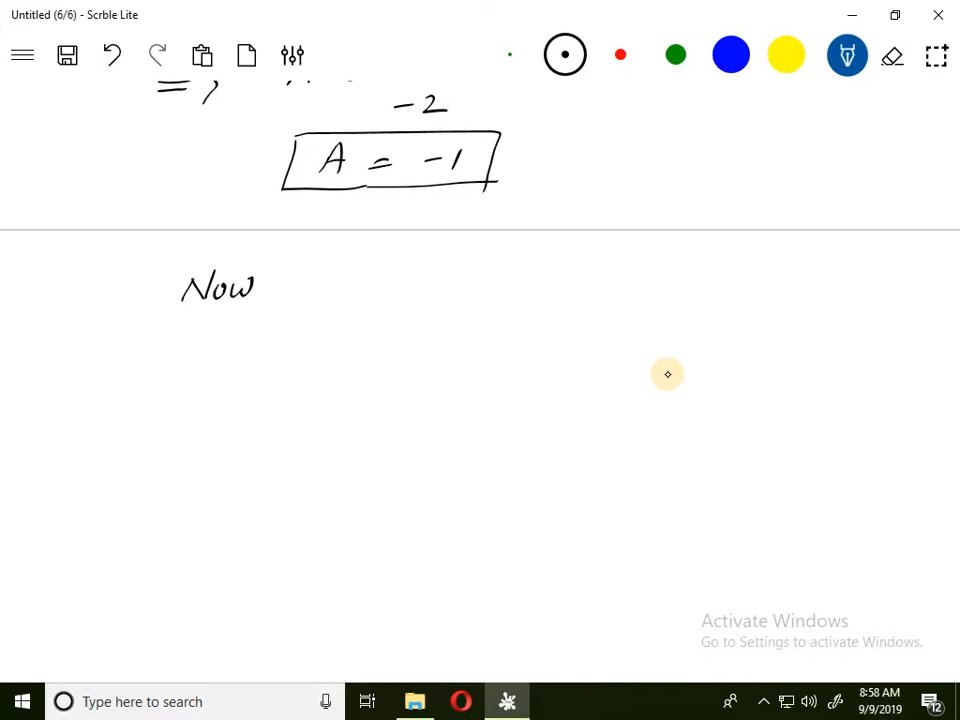 Untitled (6/6) - Scrble Lite
-2
A = -1
Now
Activate Windows
Go to Settings to activate Windows.
Type here to search
8:58 AM
9/9/2019
12